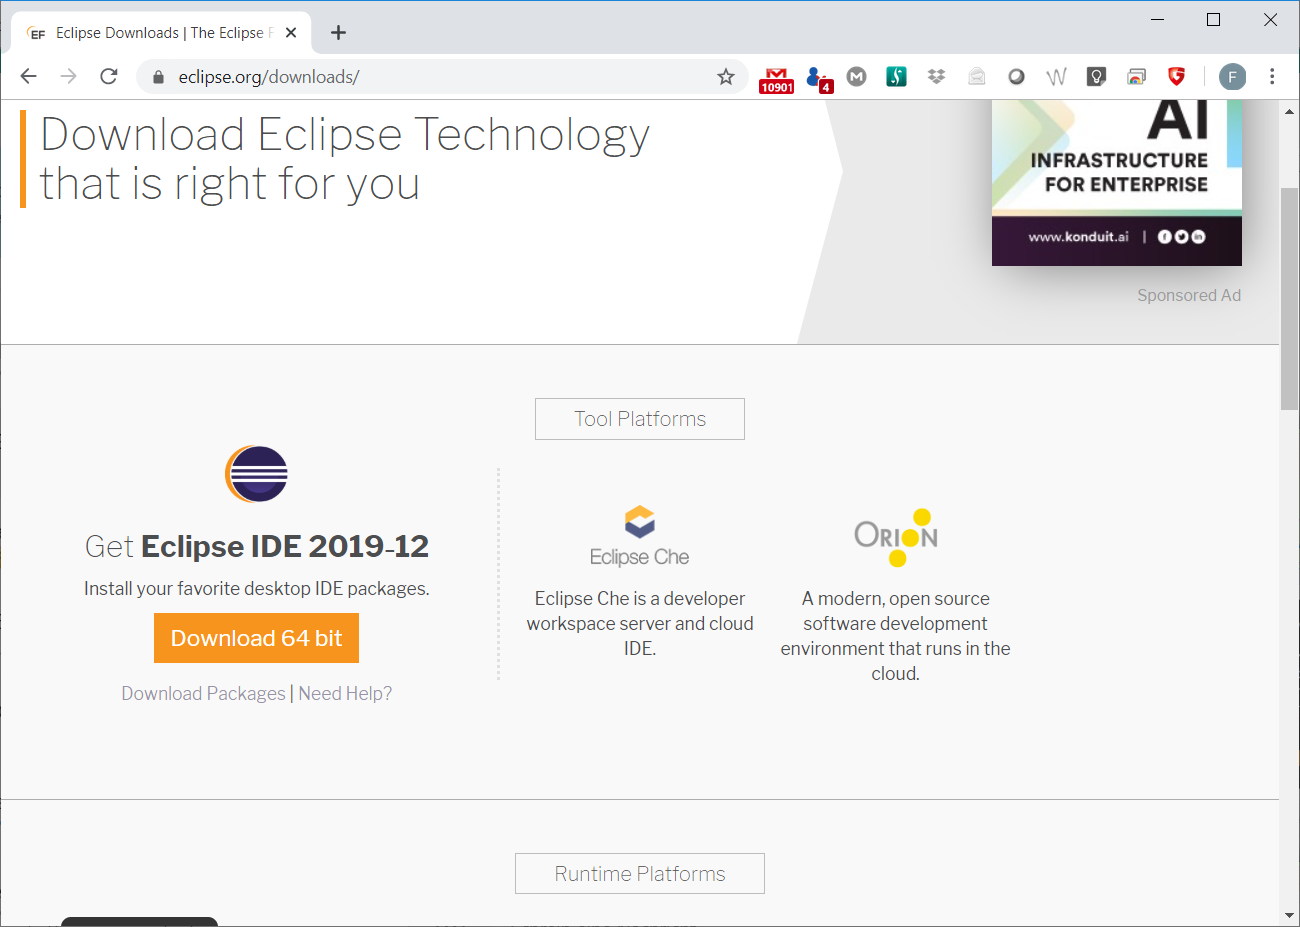 EF Eclipse Downloads | The Eclipse F
eclipse.org/downloads/
10901
4
M
W
G
F
Download Eclipse Technology
that is right for you
AI
INFRASTRUCTURE
FOR ENTERPRISE
www.konduit.ai |
Sponsored Ad
Tool Platforms
Get Eclipse IDE 2019-12
Install your favorite desktop IDE packages.
Download 64 bit
Download Packages | Need Help?
Eclipse Che
Eclipse Che is a developer
workspace server and cloud
IDE.
ORION
A modern, open source
software development
environment that runs in the
cloud.
Runtime Platforms